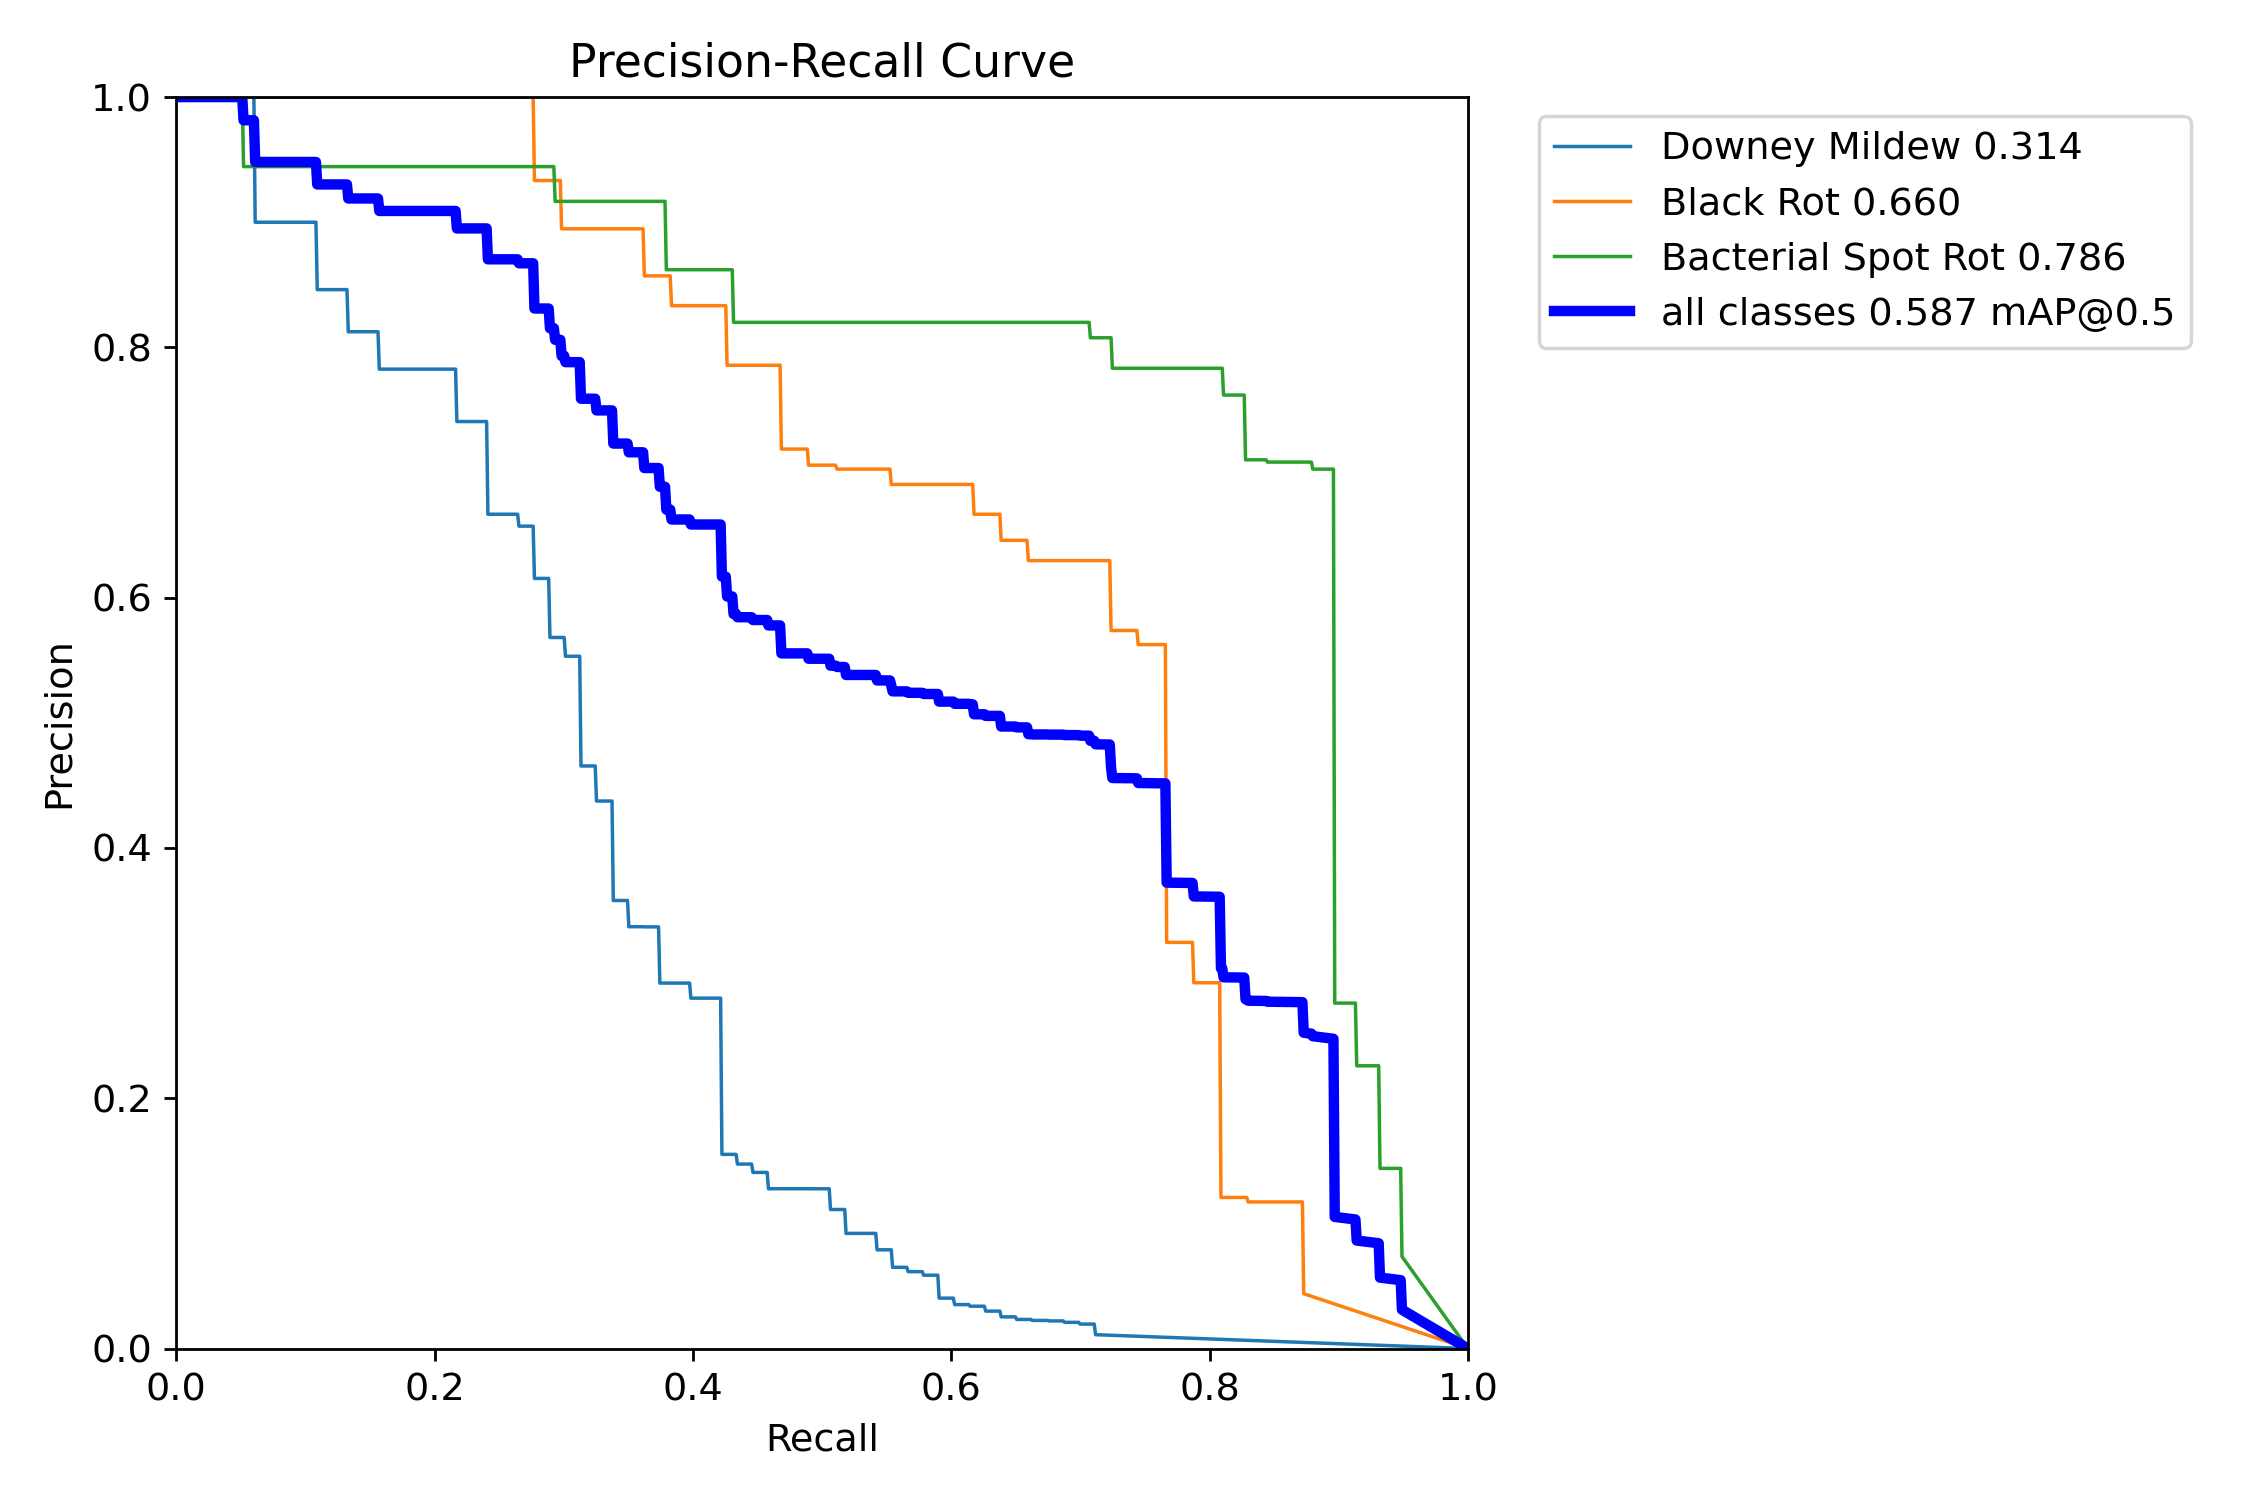 Precision-Recall Curve
1.0
0.8
0.6
0.4
0.2
0.0
Precision
0.0 0.2 0.4 0.6 0.8 1.0
Recall
Downey Mildew 0.314
Black Rot 0.660
Bacterial Spot Rot 0.786
all classes 0.587 mAP@0.5